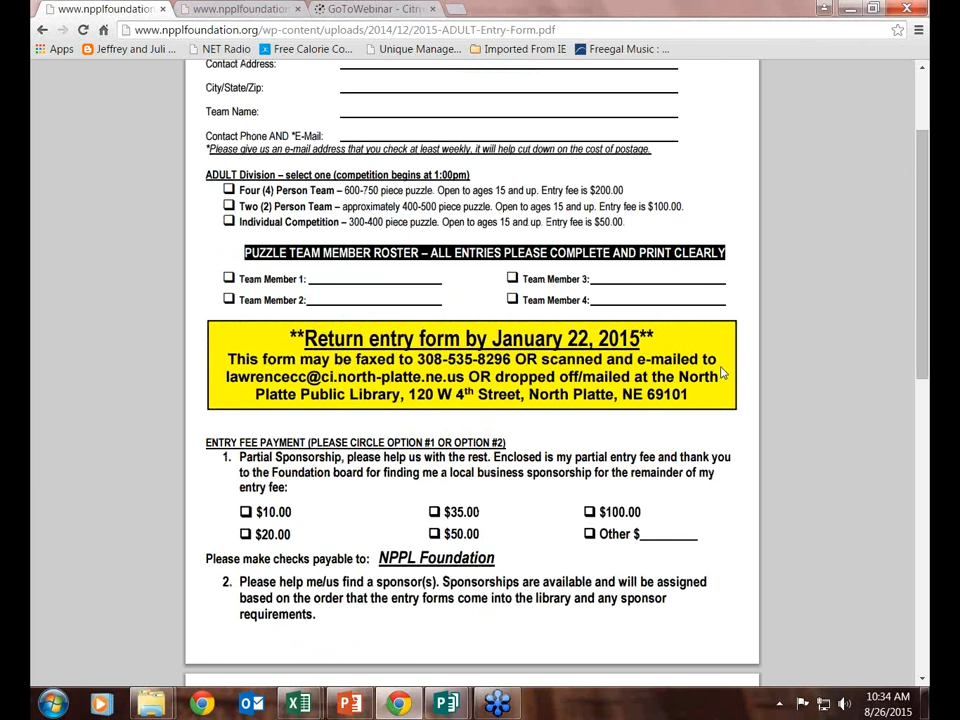 www.npplfoundation.or
www.npplfoundation.o
GoToWebinar - Citri
www.npplfoundation.org/wp-content/uploads/2014/12/2015-ADULT-Entry-Form.pdf
Apps Jeffrey and Juli ... NET Radio Free Calorie Co... Unique Manage... Imported From IE Freegal Music : ...
Contact Address:
City/State/Zip:
Team Name:
Contact Phone AND *E-Mail:
*Please give us an e-mail address that you check at least weekly, it will help cut down on the cost of postage.
ADULT Division – select one (competition begins at 1:00pm)
Four (4) Person Team – 600-750 piece puzzle. Open to ages 15 and up. Entry fee is $200.00
Two (2) Person Team – approximately 400-500 piece puzzle. Open to ages 15 and up. Entry fee is $100.00.
Individual Competition – 300-400 piece puzzle. Open to ages 15 and up. Entry fee is $50.00.
PUZZLE TEAM MEMBER ROSTER – ALL ENTRIES PLEASE COMPLETE AND PRINT CLEARLY
Team Member 1: Team Member 3:
Team Member 2: Team Member 4:
**Return entry form by January 22, 2015**
This form may be faxed to 308-535-8296 OR scanned and e-mailed to
lawrencecc@ci.north-platte.ne.us OR dropped off/mailed at the North
Platte Public Library, 120 W 4th Street, North Platte, NE 69101
ENTRY FEE PAYMENT (PLEASE CIRCLE OPTION #1 OR OPTION #2)
1. Partial Sponsorship, please help us with the rest. Enclosed is my partial entry fee and thank you
to the Foundation board for finding me a local business sponsorship for the remainder of my
entry fee:
$10.00 $35.00 $100.00
$20.00 $50.00 Other $
Please make checks payable to: NPPL Foundation
2. Please help me/us find a sponsor(s). Sponsorships are available and will be assigned
based on the order that the entry forms come into the library and any sponsor
requirements.
10:34 AM
8/26/2015